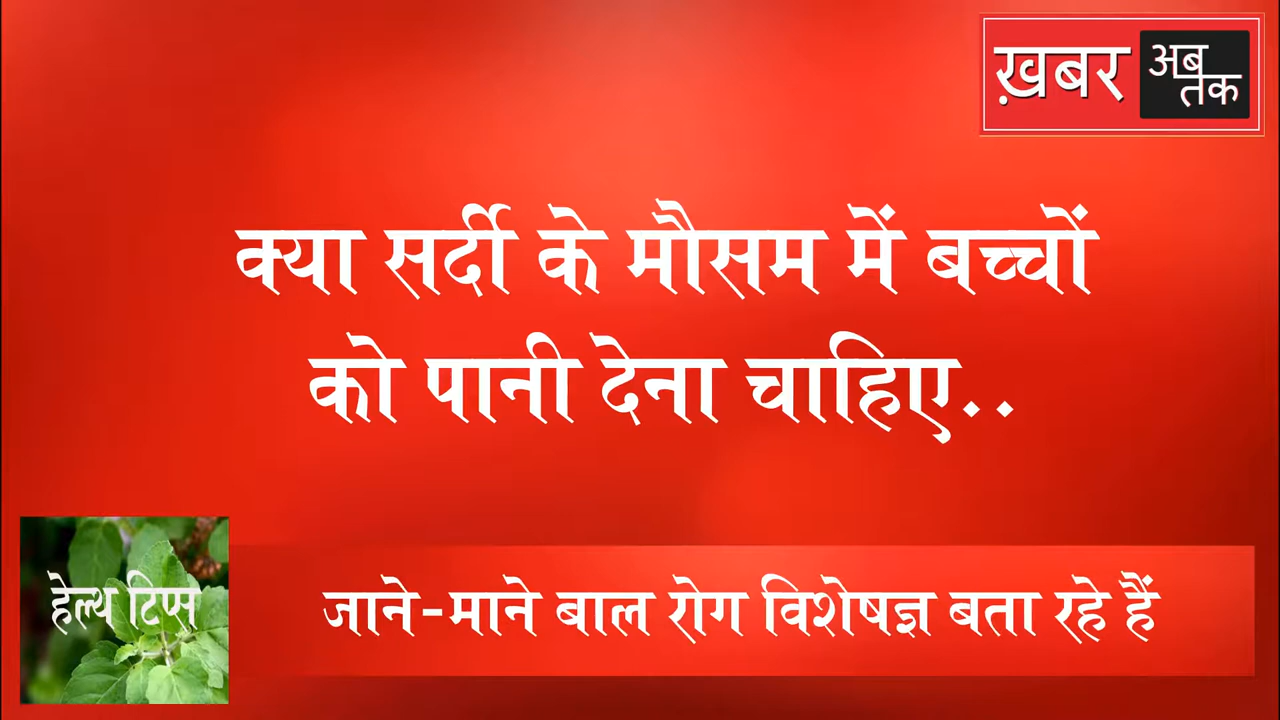 ख़बर अब तक
क्या सर्दी के मौसम में बच्चों
को पानी देना चाहिए..
हेल्थ टिप्स
जाने-माने बाल रोग विशेषज्ञ बता रहे हैं